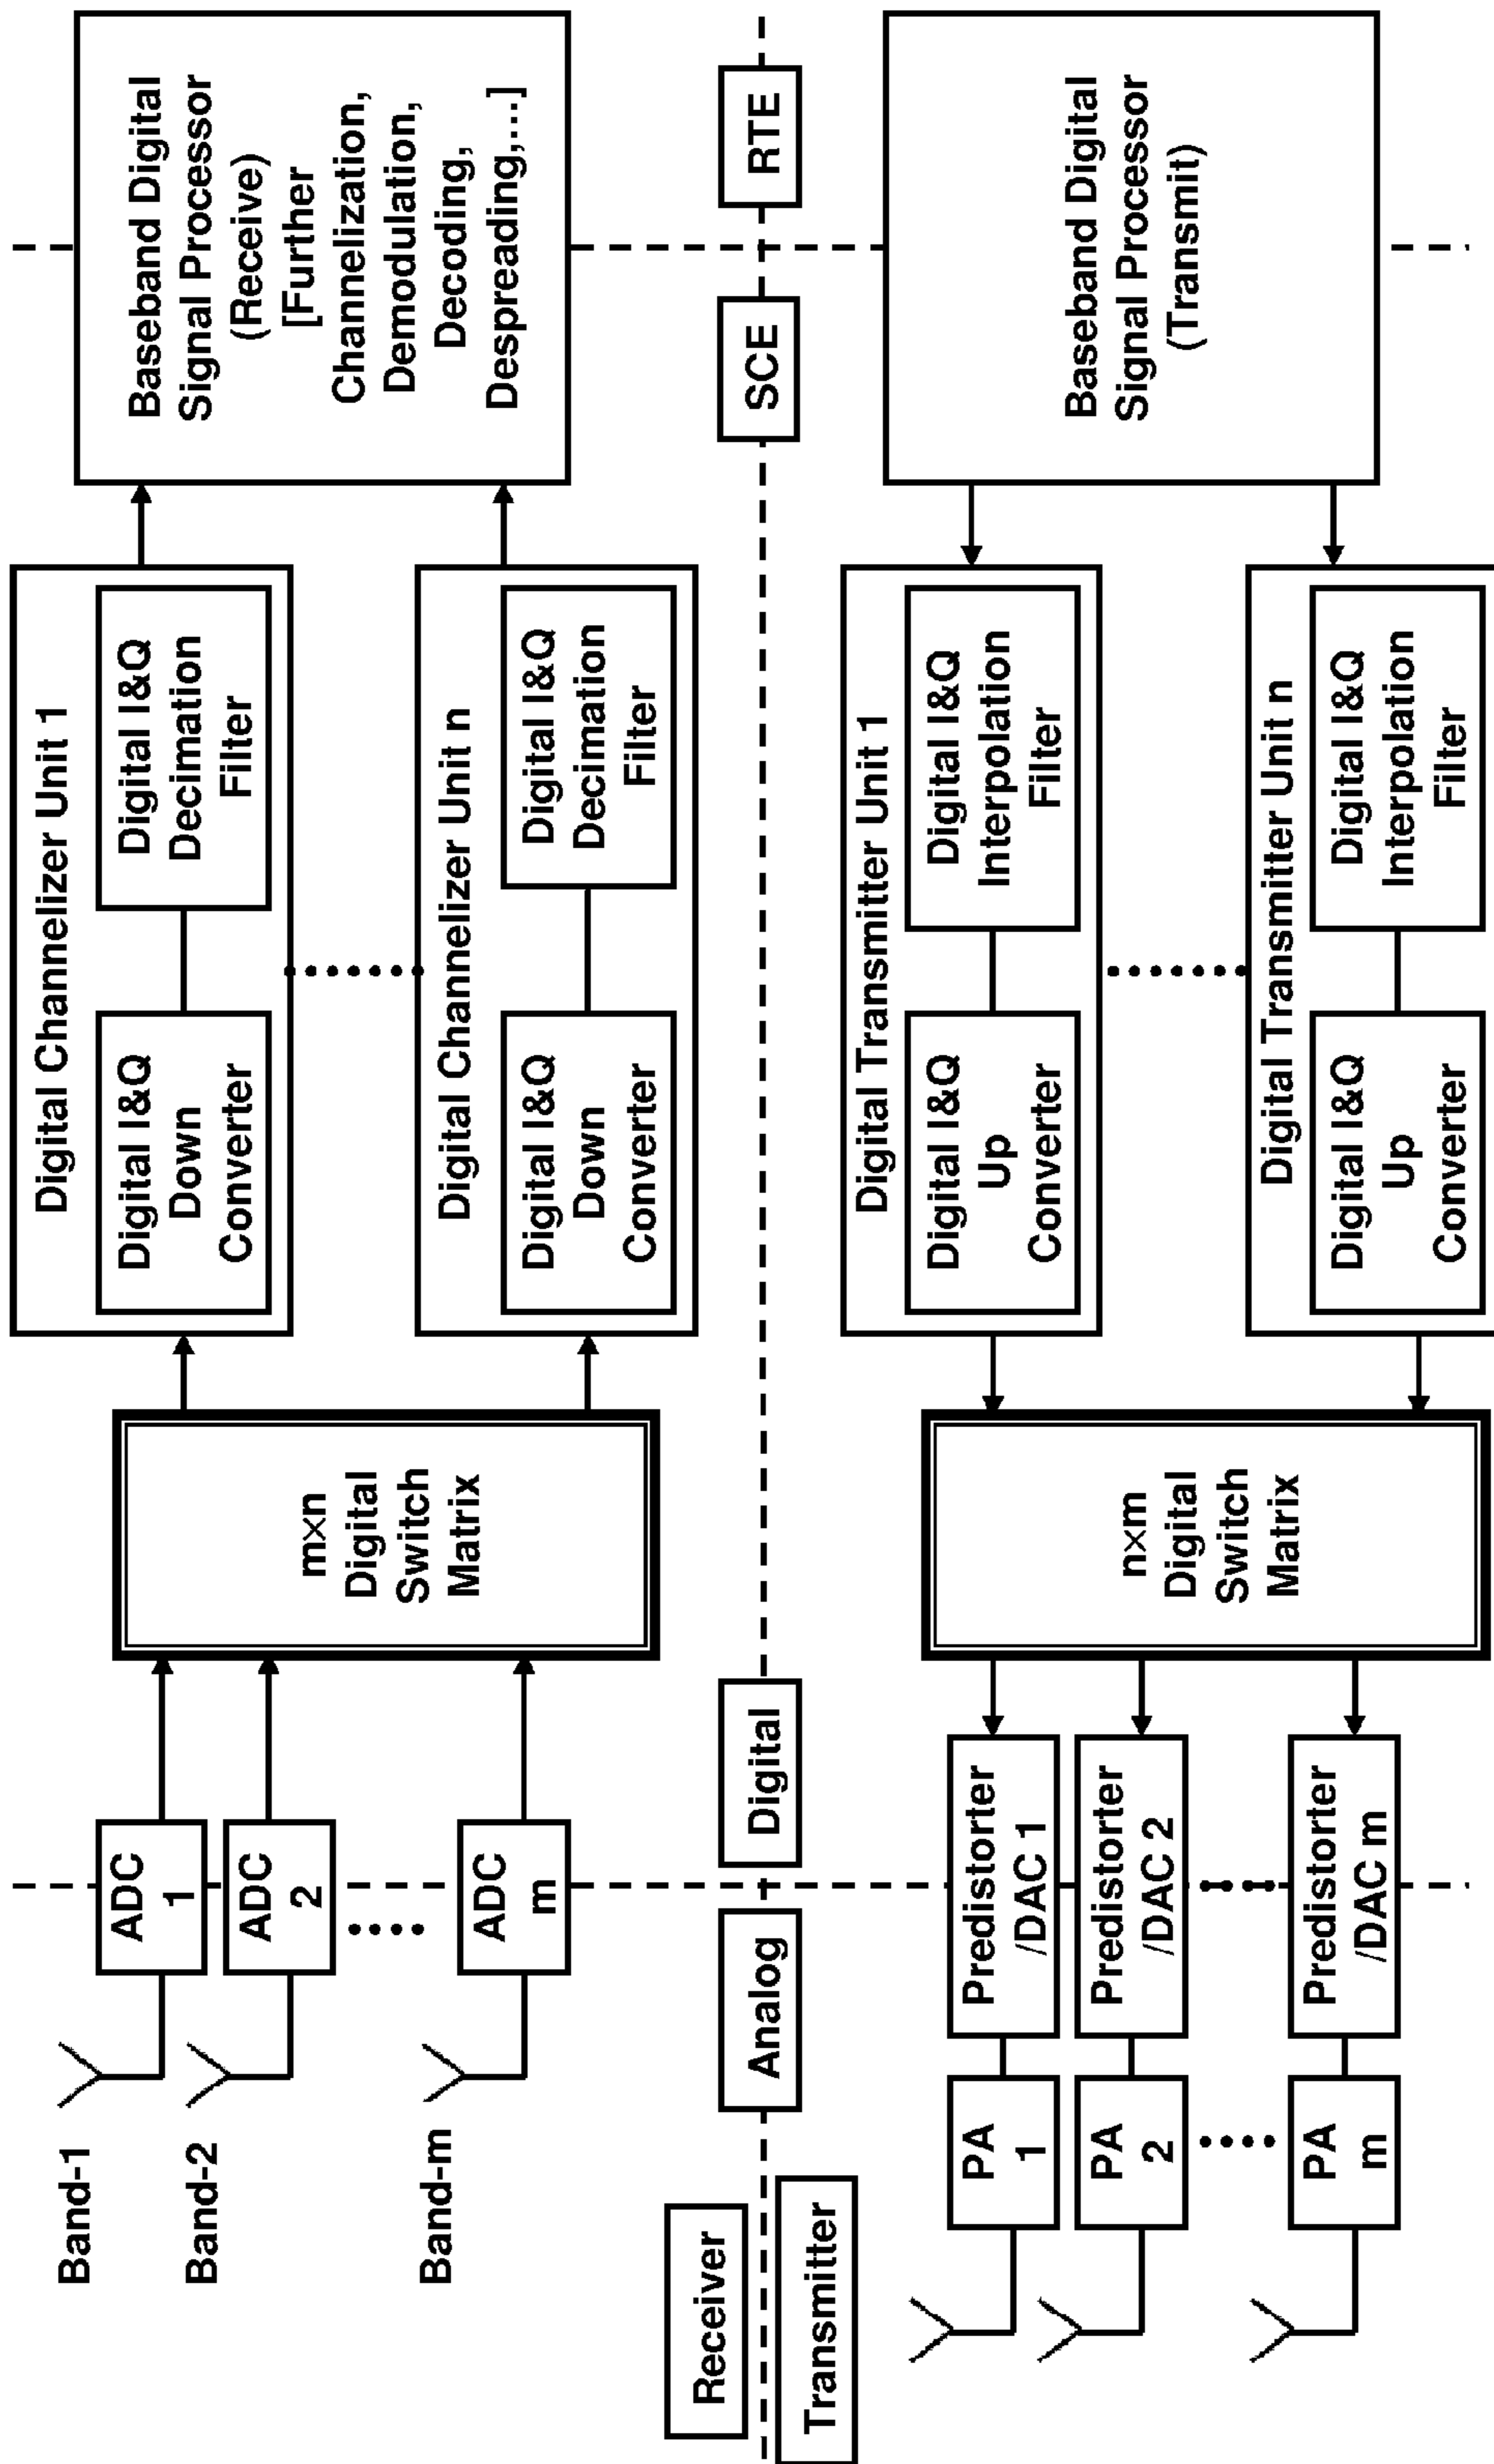 Band-1
Band-2
Band-m
ADC
1
ADC
2
ADC
m
m×n
Digital
Switch
Matrix
Digital Channelizer Unit 1
Digital I&Q
Down
Converter
Digital I&Q
Decimation
Filter
Digital Channelizer Unit n
Digital I&Q
Down
Converter
Digital I&Q
Decimation
Filter
Baseband Digital
Signal Processor
(Receive)
[Further
Channelization,
Demodulation,
Decoding,
Despreading,...]
Receiver
Transmitter
Analog
Digital
SCE
RTE
PA
1
PA
2
PA
m
Predistorter
/DAC 1
Predistorter
/DAC 2
Predistorter
/DAC m
n×m
Digital
Switch
Matrix
Digital Transmitter Unit 1
Digital I&Q
Up
Converter
Digital I&Q
Interpolation
Filter
Digital Transmitter Unit n
Digital I&Q
Up
Converter
Digital I&Q
Interpolation
Filter
Baseband Digital
Signal Processor
(Transmit)